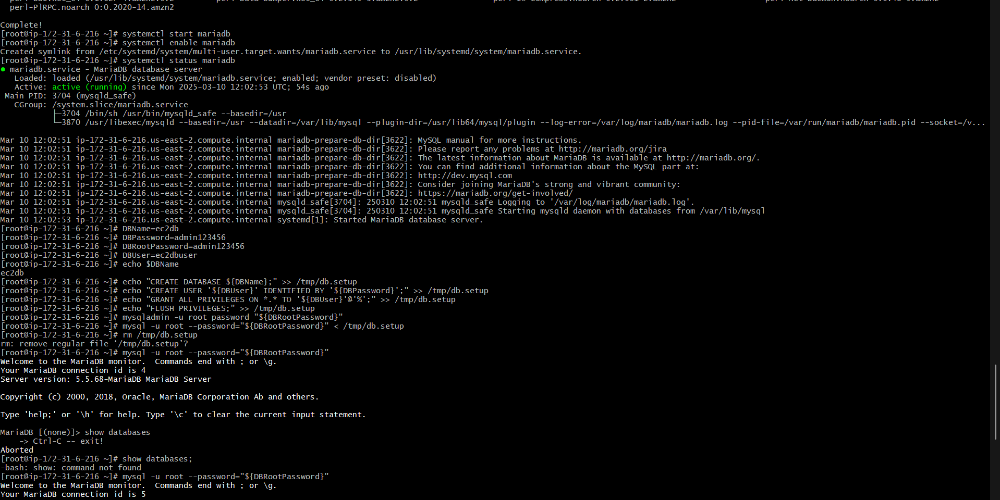 perl-PlRPC.noarch 0:0.2020-14.amzn2
Complete!
[root@ip-172-31-6-216 ~]# systemctl start mariadb
[root@ip-172-31-6-216 ~]# systemctl enable mariadb
Created symlink from /etc/systemd/system/multi-user.target.wants/mariadb.service to /usr/lib/systemd/system/mariadb.service.
[root@ip-172-31-6-216 ~]# systemctl status mariadb
● mariadb.service - MariaDB database server
   Loaded: loaded (/usr/lib/systemd/system/mariadb.service; enabled; vendor preset: disabled)
   Active: active (running) since Mon 2025-03-10 12:02:53 UTC; 54s ago
 Main PID: 3704 (mysqld_safe)
   CGroup: /system.slice/mariadb.service
           ├─3704 /bin/sh /usr/bin/mysqld_safe --basedir=/usr
           └─3870 /usr/libexec/mysqld --basedir=/usr --datadir=/var/lib/mysql --plugin-dir=/usr/lib64/mysql/plugin --log-error=/var/log/mariadb/mariadb.log --pid-file=/var/run/mariadb/mariadb.pid --socket=/v...
Mar 10 12:02:51 ip-172-31-6-216.us-east-2.compute.internal mariadb-prepare-db-dir[3622]: MySQL manual for more instructions.
Mar 10 12:02:51 ip-172-31-6-216.us-east-2.compute.internal mariadb-prepare-db-dir[3622]: Please report any problems at http://mariadb.org/jira
Mar 10 12:02:51 ip-172-31-6-216.us-east-2.compute.internal mariadb-prepare-db-dir[3622]: The latest information about MariaDB is available at http://mariadb.org/.
Mar 10 12:02:51 ip-172-31-6-216.us-east-2.compute.internal mariadb-prepare-db-dir[3622]: You can find additional information about the MySQL part at:
Mar 10 12:02:51 ip-172-31-6-216.us-east-2.compute.internal mariadb-prepare-db-dir[3622]: http://dev.mysql.com
Mar 10 12:02:51 ip-172-31-6-216.us-east-2.compute.internal mariadb-prepare-db-dir[3622]: Consider joining MariaDB's strong and vibrant community:
Mar 10 12:02:51 ip-172-31-6-216.us-east-2.compute.internal mariadb-prepare-db-dir[3622]: https://mariadb.org/get-involved/
Mar 10 12:02:51 ip-172-31-6-216.us-east-2.compute.internal mysqld_safe[3704]: 250310 12:02:51 mysqld_safe Logging to '/var/log/mariadb/mariadb.log'.
Mar 10 12:02:51 ip-172-31-6-216.us-east-2.compute.internal mysqld_safe[3704]: 250310 12:02:51 mysqld_safe Starting mysqld daemon with databases from /var/lib/mysql
Mar 10 12:02:53 ip-172-31-6-216.us-east-2.compute.internal systemd[1]: Started MariaDB database server.
[root@ip-172-31-6-216 ~]# DBName=ec2db
[root@ip-172-31-6-216 ~]# DBPassword=admin123456
[root@ip-172-31-6-216 ~]# DBRootPassword=admin123456
[root@ip-172-31-6-216 ~]# DBUser=ec2dbuser
[root@ip-172-31-6-216 ~]# echo $DBName
ec2db
[root@ip-172-31-6-216 ~]# echo "CREATE DATABASE ${DBName};" >> /tmp/db.setup
[root@ip-172-31-6-216 ~]# echo "CREATE USER '${DBUser}' IDENTIFIED BY '${DBPassword}';" >> /tmp/db.setup
[root@ip-172-31-6-216 ~]# echo "GRANT ALL PRIVILEGES ON *.* TO '${DBUser}'@'%';" >> /tmp/db.setup
[root@ip-172-31-6-216 ~]# echo "FLUSH PRIVILEGES;" >> /tmp/db.setup
[root@ip-172-31-6-216 ~]# mysqladmin -u root password "${DBRootPassword}"
[root@ip-172-31-6-216 ~]# mysql -u root --password="${DBRootPassword}" < /tmp/db.setup
[root@ip-172-31-6-216 ~]# rm /tmp/db.setup
rm: remove regular file ‘/tmp/db.setup’?
[root@ip-172-31-6-216 ~]# mysql -u root --password="${DBRootPassword}"
Welcome to the MariaDB monitor.  Commands end with ; or \g.
Your MariaDB connection id is 4
Server version: 5.5.68-MariaDB MariaDB Server
Copyright (c) 2000, 2018, Oracle, MariaDB Corporation Ab and others.
Type 'help;' or '\h' for help. Type '\c' to clear the current input statement.
MariaDB [(none)]> show databases
    -> Ctrl-C -- exit!
Aborted
[root@ip-172-31-6-216 ~]# show databases;
-bash: show: command not found
[root@ip-172-31-6-216 ~]# mysql -u root --password="${DBRootPassword}"
Welcome to the MariaDB monitor.  Commands end with ; or \g.
Your MariaDB connection id is 5